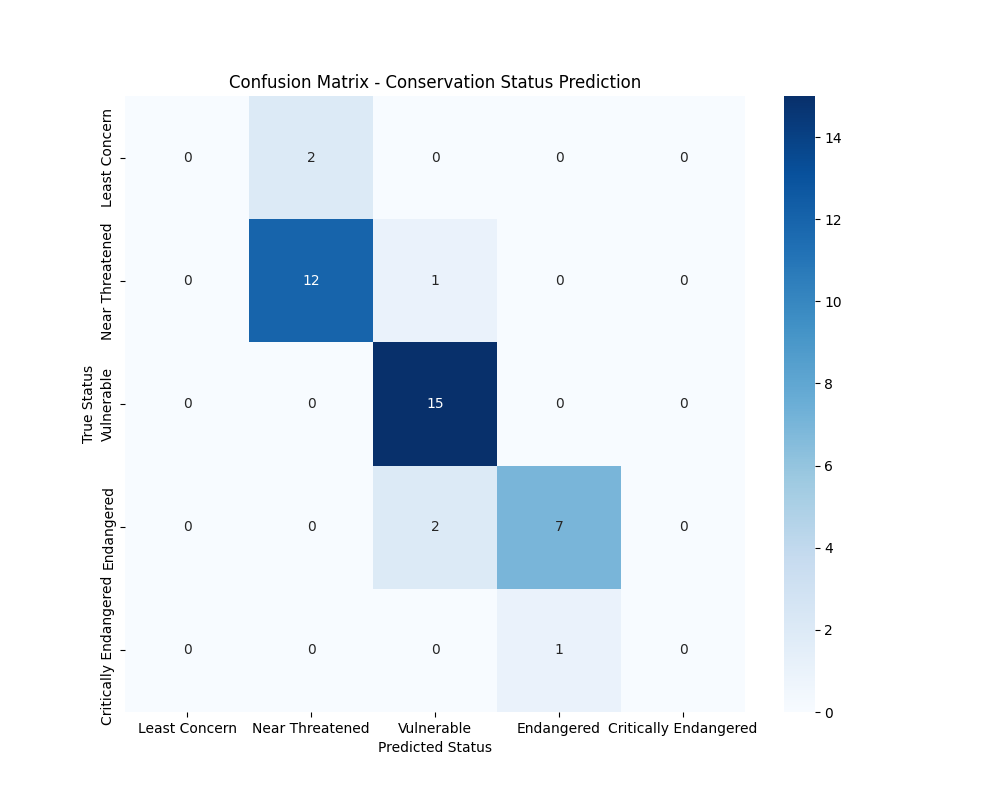 Confusion Matrix - Conservation Status Prediction
Least Concern
0 2 0 0 0
Near Threatened
0 12 1 0 0
True Status
Vulnerable
0 0 15 0 0
Endangered
0 0 2 7 0
Critically Endangered
0 0 0 1 0
Least Concern Near Threatened Vulnerable Endangered Critically Endangered
Predicted Status
14
12
10
8
6
4
2
0